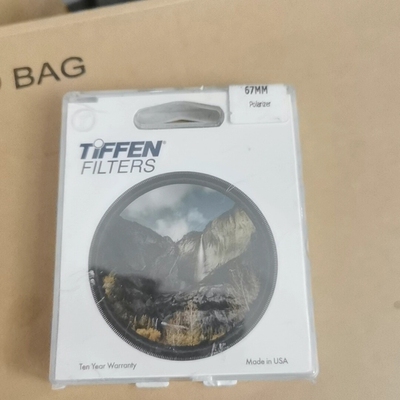 BAG
67MM
Polarizer
TIFFEN®
FILTERS
Ten Year Warranty
Made in USA